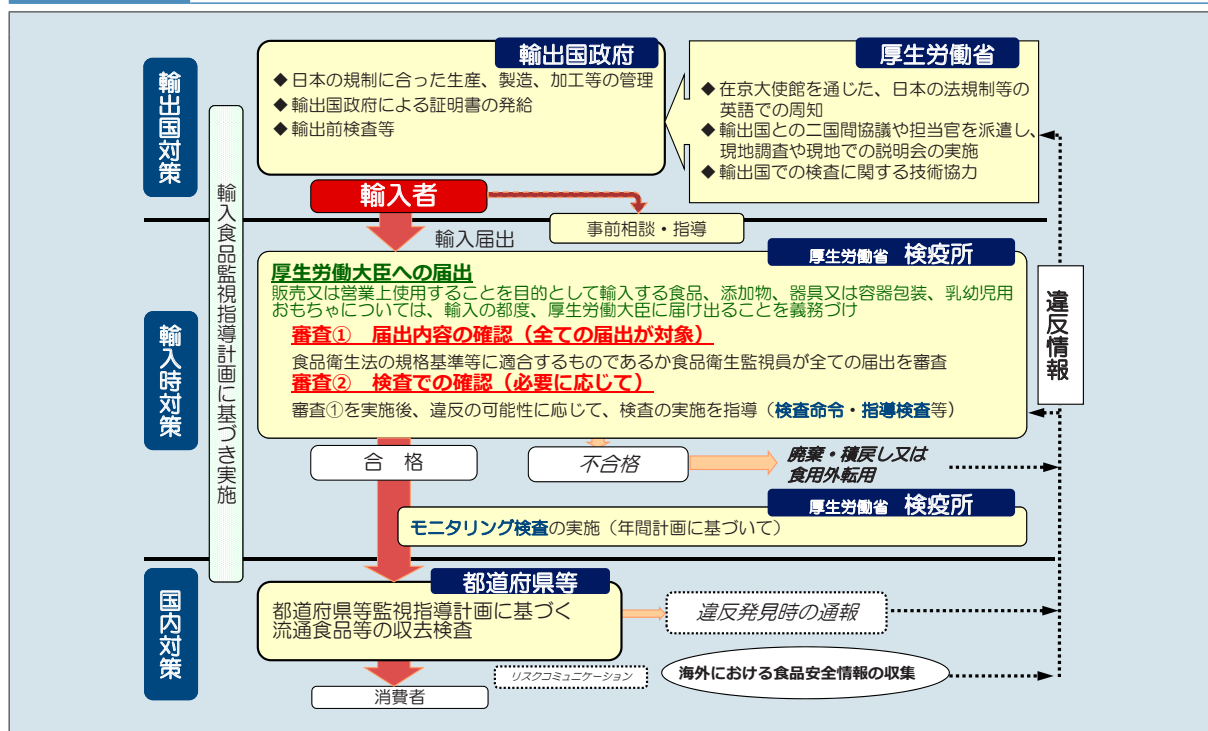 輸出国対策
輸入食品監視指導計画に基づき実施
輸出国政府
◆日本の規制に合った生産、製造、加工等の管理
◆輸出国政府による証明書の発給
◆輸出前検査等
厚生労働省
◆在京大使館を通じた、日本の法規制等の
英語での周知
◆輸出国との二国間協議や担当官を派遣し、
現地調査や現地での説明会の実施
◆輸出国での検査に関する技術協力
輸入者
輸入届出
事前相談・指導
輸入時対策
厚生労働省 検疫所
厚生労働大臣への届出
販売又は営業上使用することを目的として輸入する食品、添加物、器具又は容器包装、乳幼児用
おもちゃについては、輸入の都度、厚生労働大臣に届け出ることを義務づけ
審査① 届出内容の確認（全ての届出が対象）
食品衛生法の規格基準等に適合するものであるか食品衛生監視員が全ての届出を審査
審査② 検査での確認（必要に応じて）
審査①を実施後、違反の可能性に応じて、検査の実施を指導（検査命令・指導検査等）
違反情報
合 格
不合格
廃棄・積戻し又は
食用外転用
厚生労働省 検疫所
モニタリング検査の実施（年間計画に基づいて）
国内対策
都道府県等
都道府県等監視指導計画に基づく
流通食品等の収去検査
違反発見時の通報
リスクコミュニケーション
海外における食品安全情報の収集
消費者